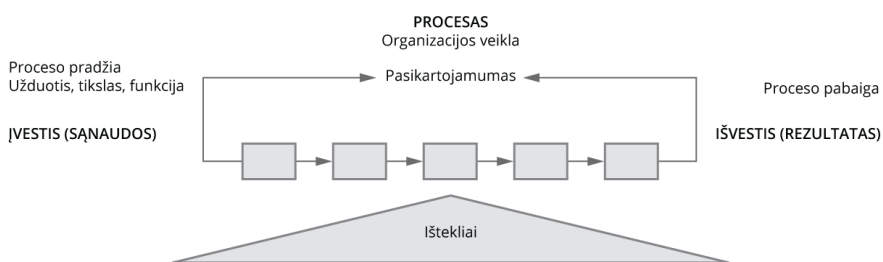 PROCESAS
Organizacijos veikla
Proceso pradžia
Užduotis, tikslas, funkcija
Pasikartojamumas
Proceso pabaiga
ĮVESTIS (SĄNAUDOS)
IŠVESTIS (REZULTATAS)
Ištekliai